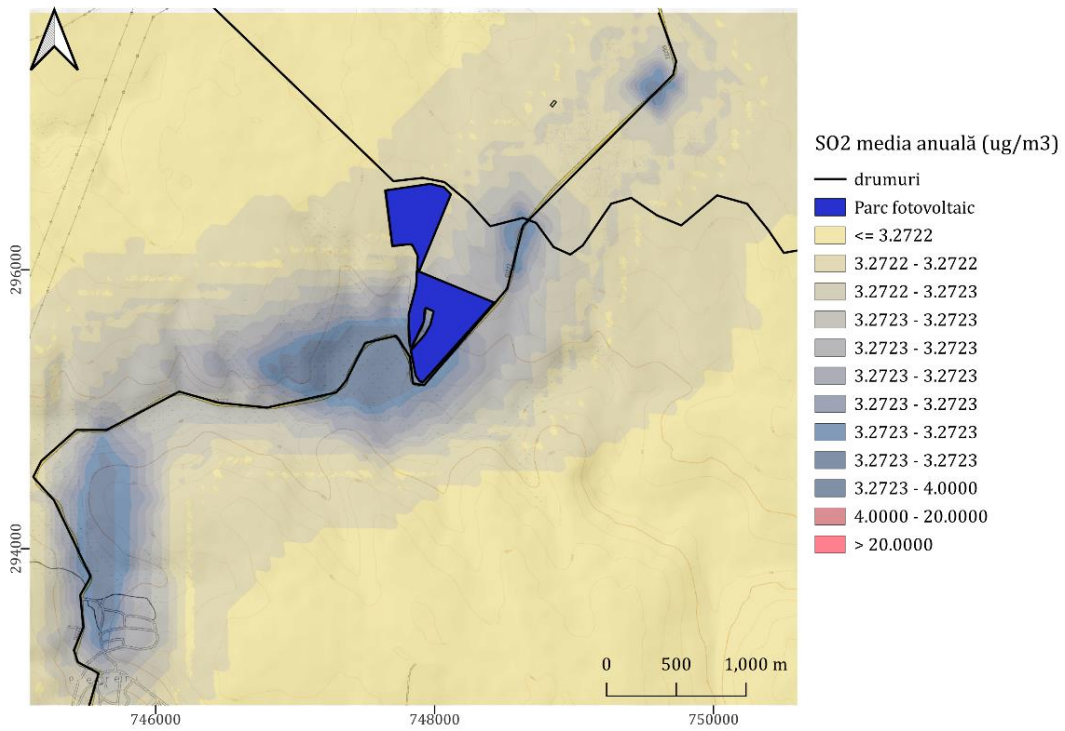 SO2 media anuală (ug/m3)
drumuri
Parc fotovoltaic
<= 3.2722
3.2722 - 3.2722
3.2722 - 3.2723
3.2723 - 3.2723
3.2723 - 3.2723
3.2723 - 3.2723
3.2723 - 3.2723
3.2723 - 3.2723
3.2723 - 3.2723
3.2723 - 4.0000
4.0000 - 20.0000
> 20.0000
296000
294000
0 500 1,000 m
746000 748000 750000